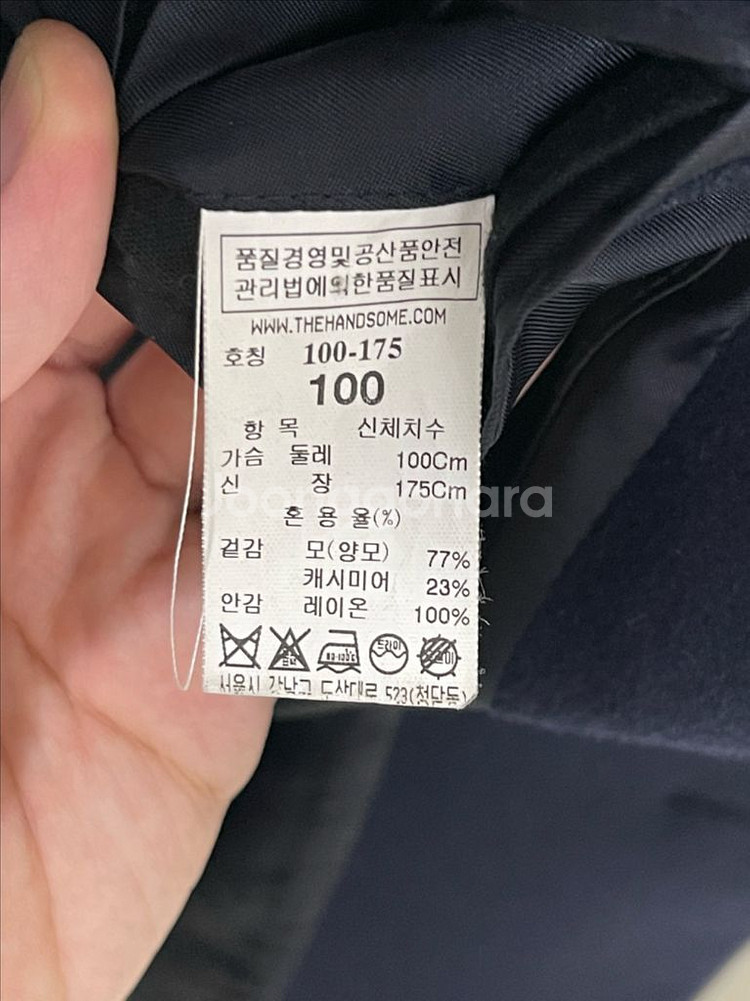 품질경영및공산품안전
관리법에의한품질표시
WWW.THEHANDSOME.COM
호칭 100-175
100
항 목 신체치수
가슴 둘레 100Cm
신 장 175Cm
혼 용 율(%)
겉감 모(양모) 77%
캐시미어 23%
안감 레이온 100%
드라이
서울시 강남구 도산대로 523(청담동)